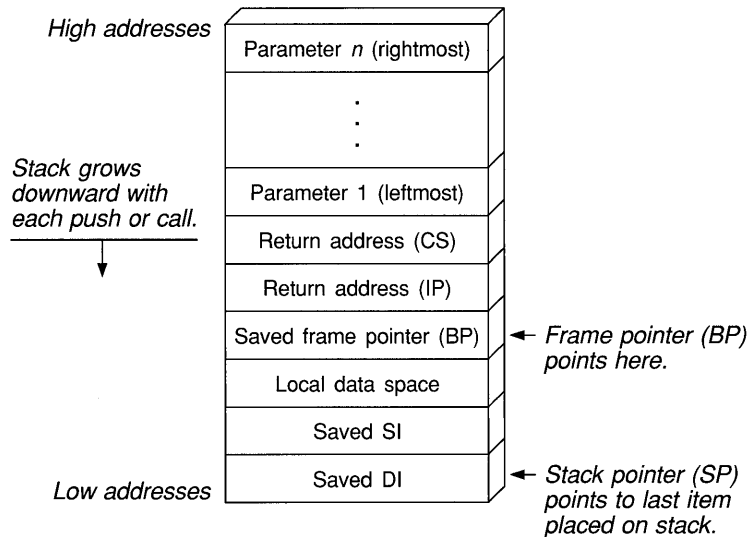 High addresses
Parameter n (rightmost)
.
.
.
Stack grows
downward with
each push or call.
Parameter 1 (leftmost)
Return address (CS)
Return address (IP)
Saved frame pointer (BP)
Frame pointer (BP)
points here.
Local data space
Saved SI
Low addresses
Saved DI
Stack pointer (SP)
points to last item
placed on stack.